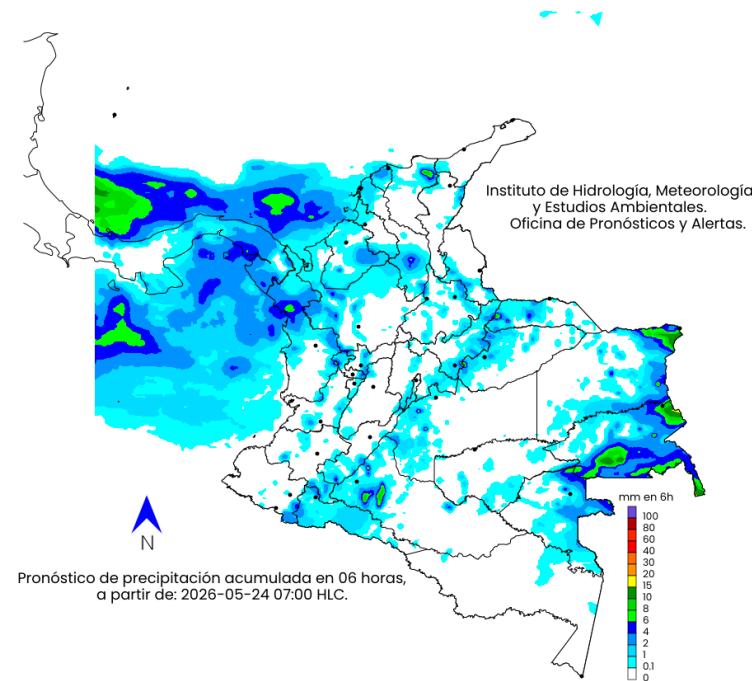 Instituto de Hidrología, Meteorología
y Estudios Ambientales.
Oficina de Pronósticos y Alertas.
N
mm en 6h
100
80
60
40
30
20
15
10
8
6
4
2
1
0.1
0
Pronóstico de precipitación acumulada en 06 horas,
a partir de: 2026-05-24 07:00 HLC.